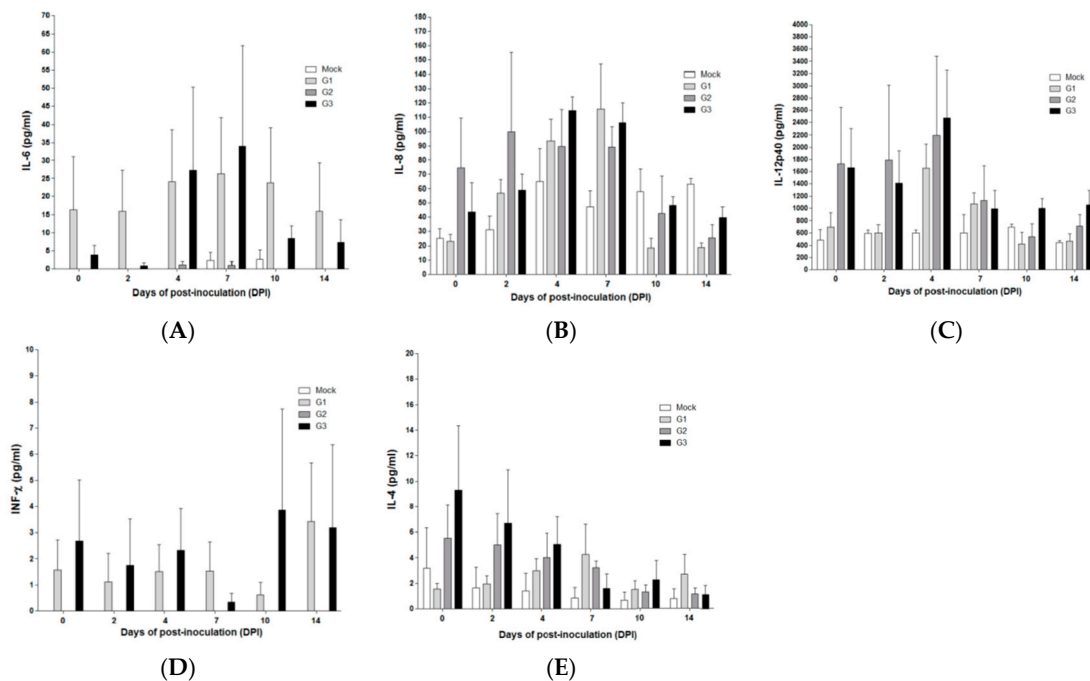 70
65
60
55
50
45
40
35
30
25
20
15
10
5
0
IL-6 (pg/ml)
Mock
G1
G2
G3
0 2 4 7 10 14
Days of post-inoculation (DPI)
(A)
180
170
160
150
140
130
120
110
100
90
80
70
60
50
40
30
20
10
0
IL-8 (pg/ml)
Mock
G1
G2
G3
0 2 4 7 10 14
Days of post-inoculation (DPI)
(B)
4000
3800
3600
3400
3200
3000
2800
2600
2400
2200
2000
1800
1600
1400
1200
1000
800
600
400
200
0
IL-12p40 (pg/ml)
Mock
G1
G2
G3
0 2 4 7 10 14
Days of post-inoculation (DPI)
(C)
10
9
8
7
6
5
4
3
2
1
0
INF-χ (pg/ml)
Mock
G1
G2
G3
0 2 4 7 10 14
Days of post-inoculation (DPI)
(D)
20
18
16
14
12
10
8
6
4
2
0
IL-4 (pg/ml)
Mock
G1
G2
G3
0 2 4 7 10 14
Days of post-inoculation (DPI)
(E)